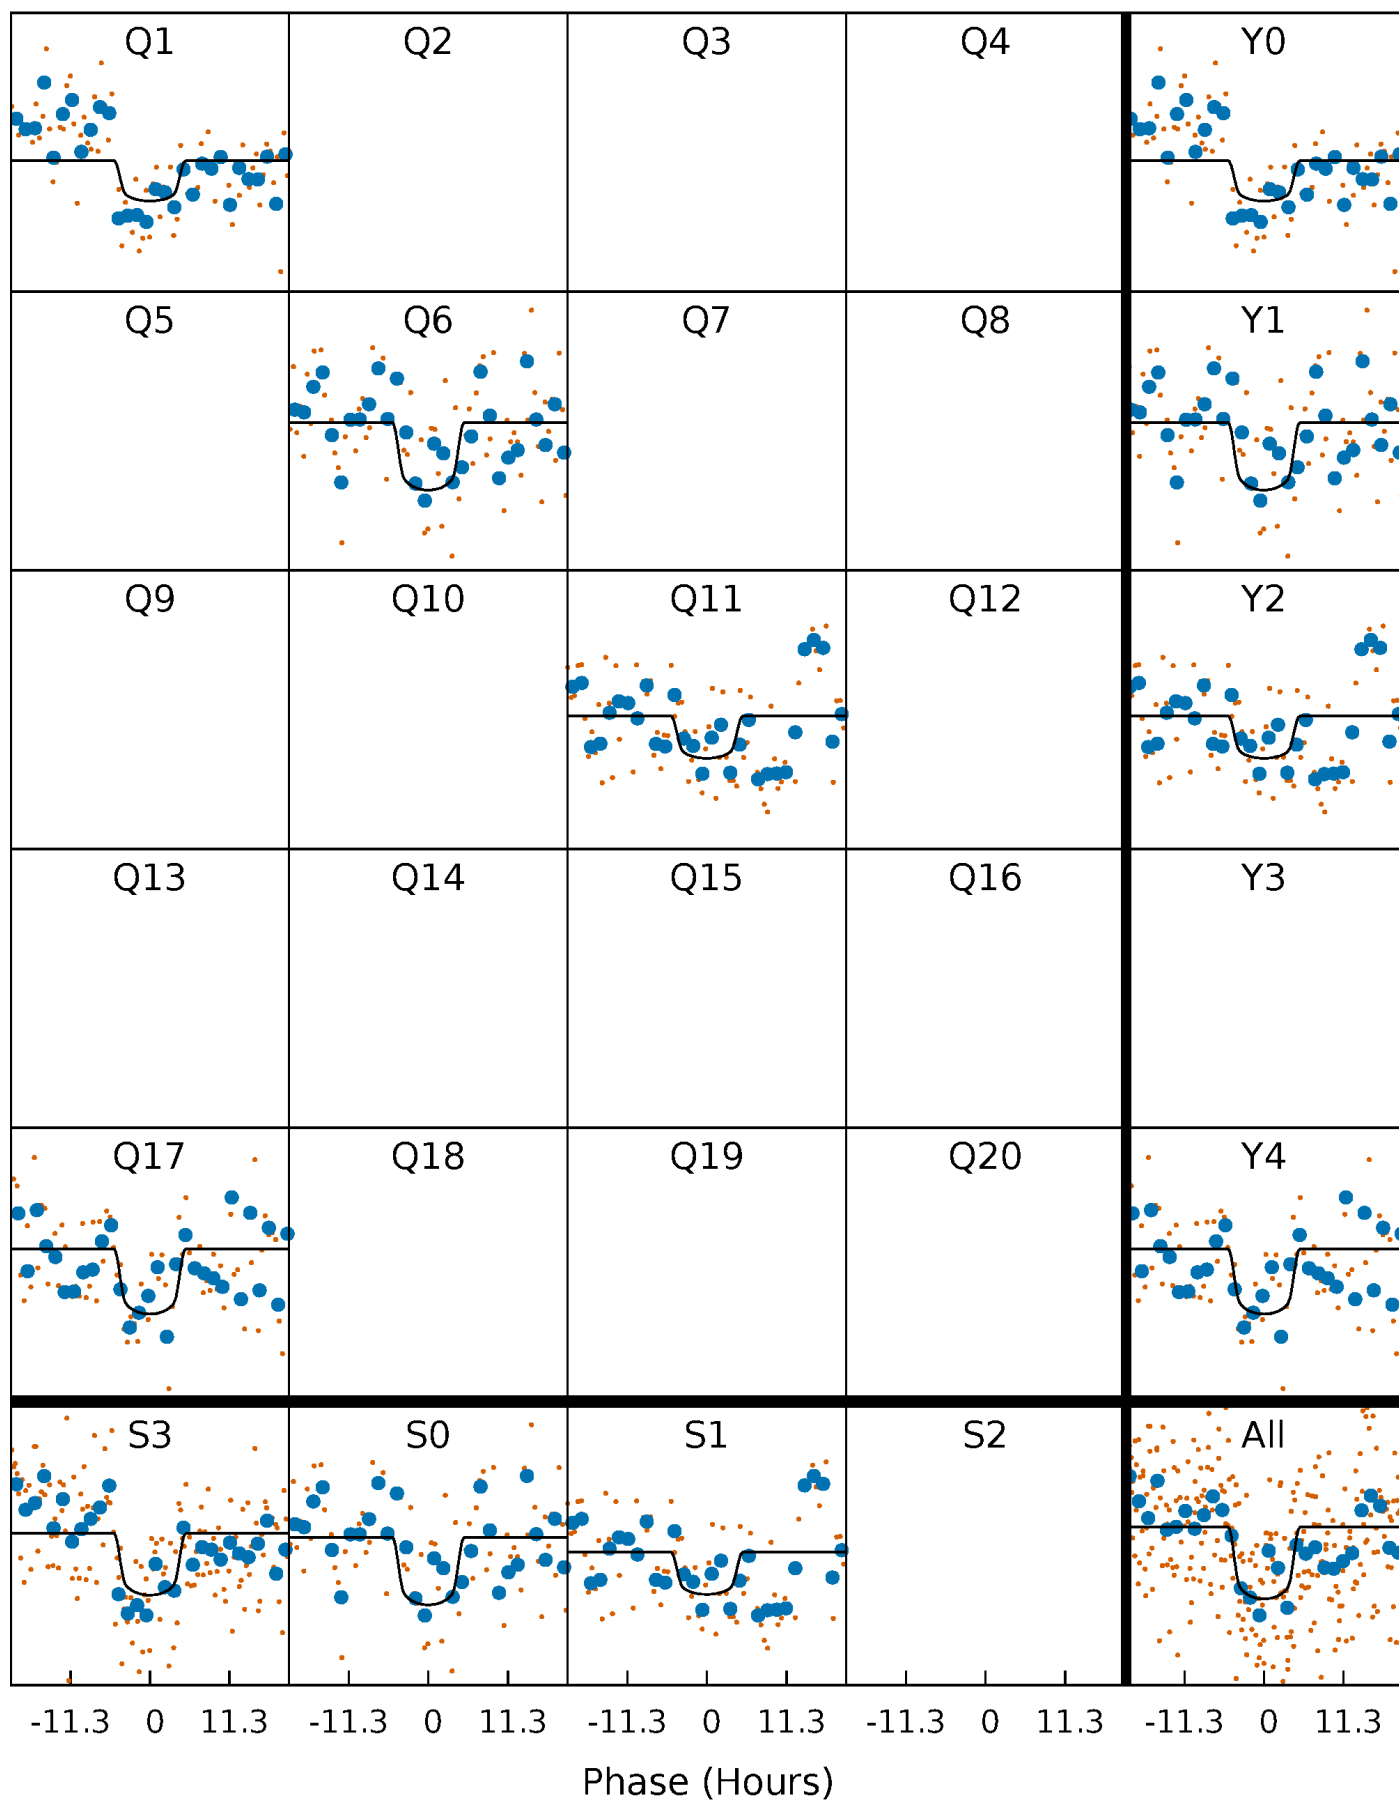 Q1 Q2 Q3 Q4 Y0
Q5 Q6 Q7 Q8 Y1
Q9 Q10 Q11 Q12 Y2
Q13 Q14 Q15 Q16 Y3
Q17 Q18 Q19 Q20 Y4
S3 S0 S1 S2 All
-11.3 0 11.3 -11.3 0 11.3 -11.3 0 11.3 -11.3 0 11.3 -11.3 0 11.3
Phase (Hours)